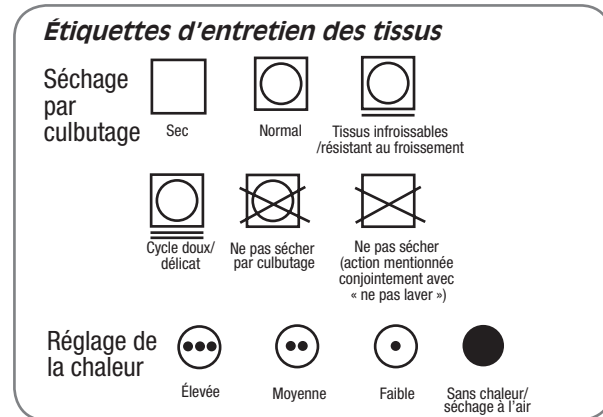 Étiquettes d'entretien des tissus
Séchage
par
culbutage
Sec
Normal
Tissus infroissables
/résistant au froissement
Cycle doux/
délicat
Ne pas sécher
par culbutage
Ne pas sécher
(action mentionnée
conjointement avec
« ne pas laver »)
Réglage de
la chaleur
Élevée
Moyenne
Faible
Sans chaleur/
séchage à l'air